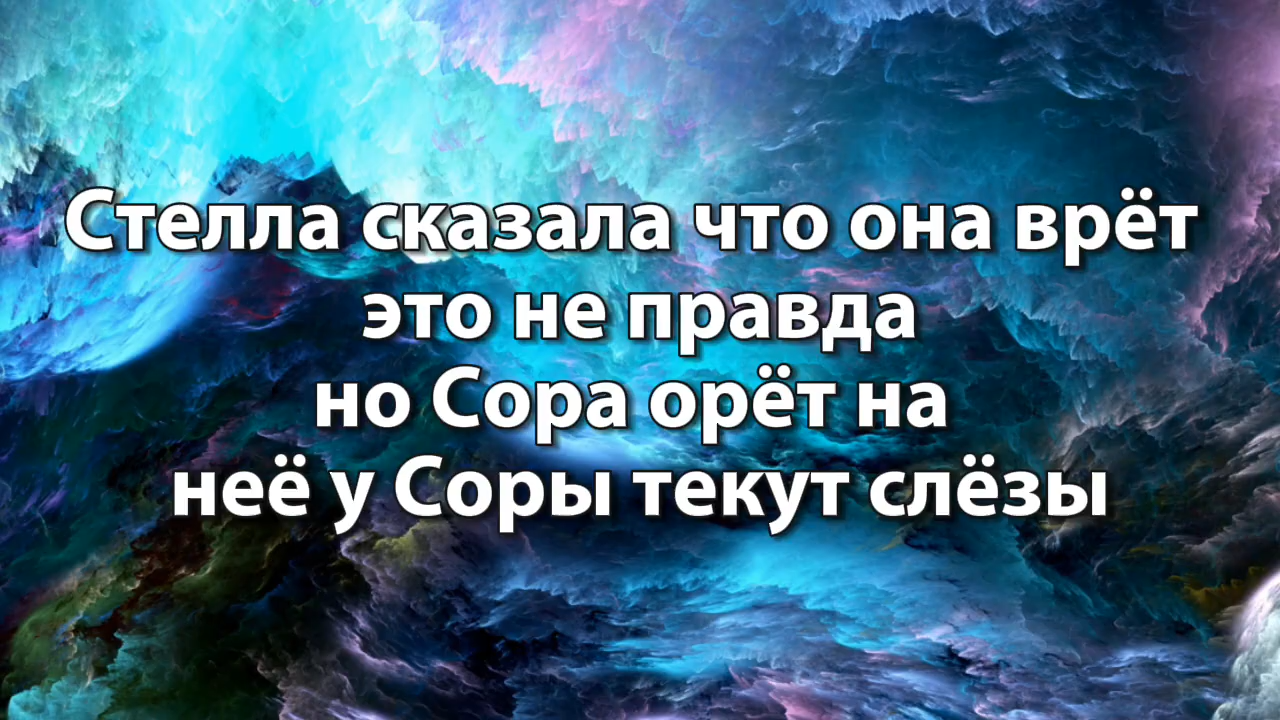 Стелла сказала что она врёт
это не правда
но Сора орёт на
неё у Соры текут слёзы